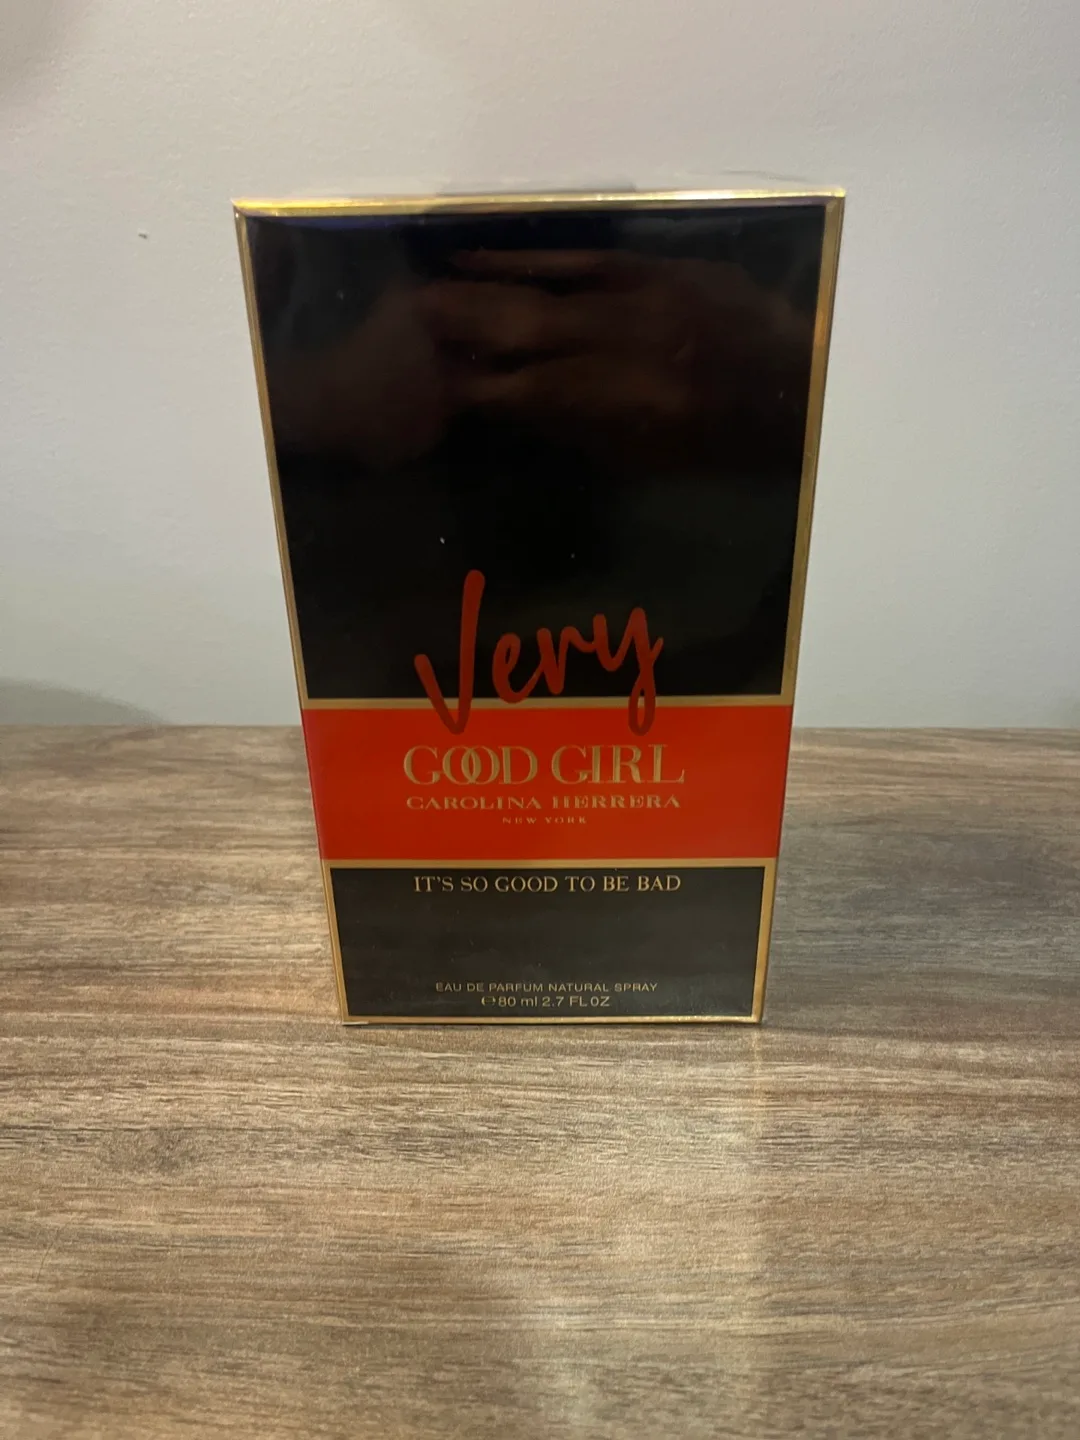 Very
GOOD GIRL
CAROLINA HERRERA
NEW YORK
IT'S SO GOOD TO BE BAD
EAU DE PARFUM NATURAL SPRAY
℮80 ml 2.7 FL OZ